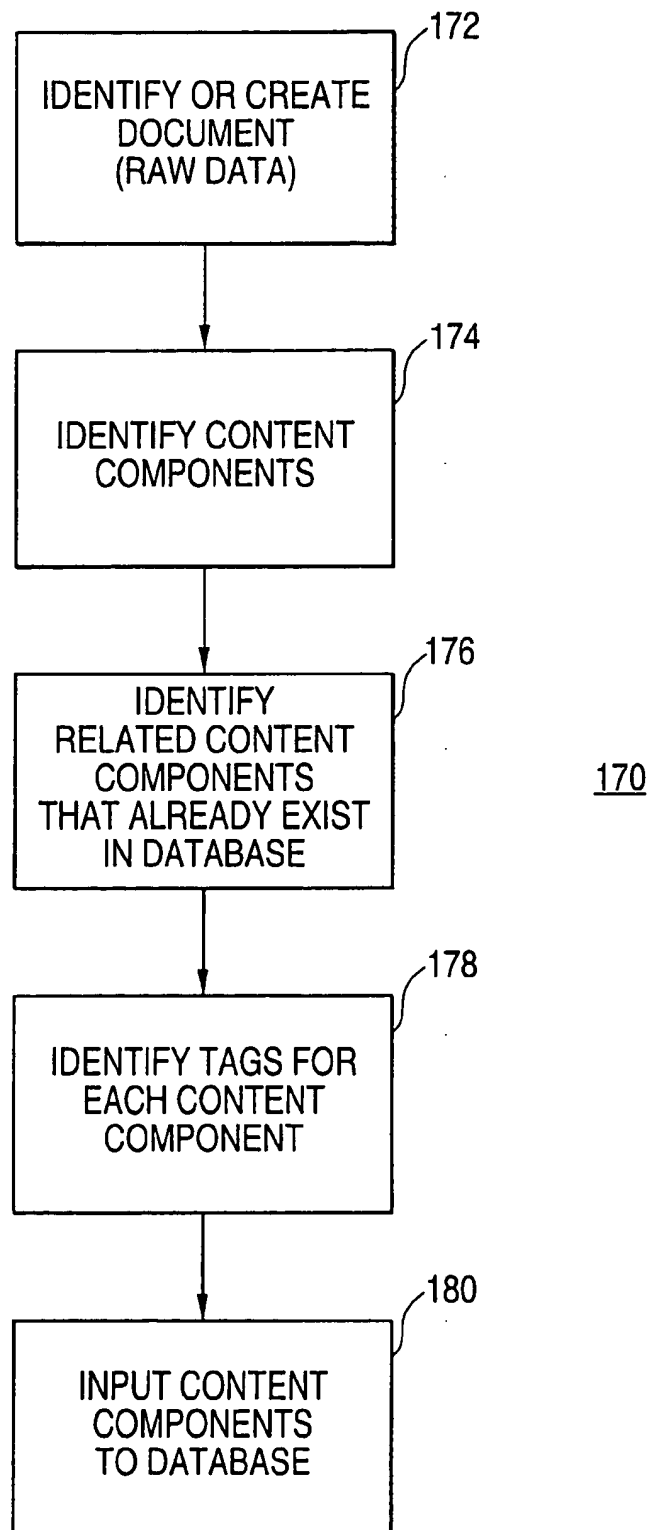 172
IDENTIFY OR CREATE
DOCUMENT
(RAW DATA)
174
IDENTIFY CONTENT
COMPONENTS
176
IDENTIFY
RELATED CONTENT
COMPONENTS
THAT ALREADY EXIST
IN DATABASE
170
178
IDENTIFY TAGS FOR
EACH CONTENT
COMPONENT
180
INPUT CONTENT
COMPONENTS
TO DATABASE